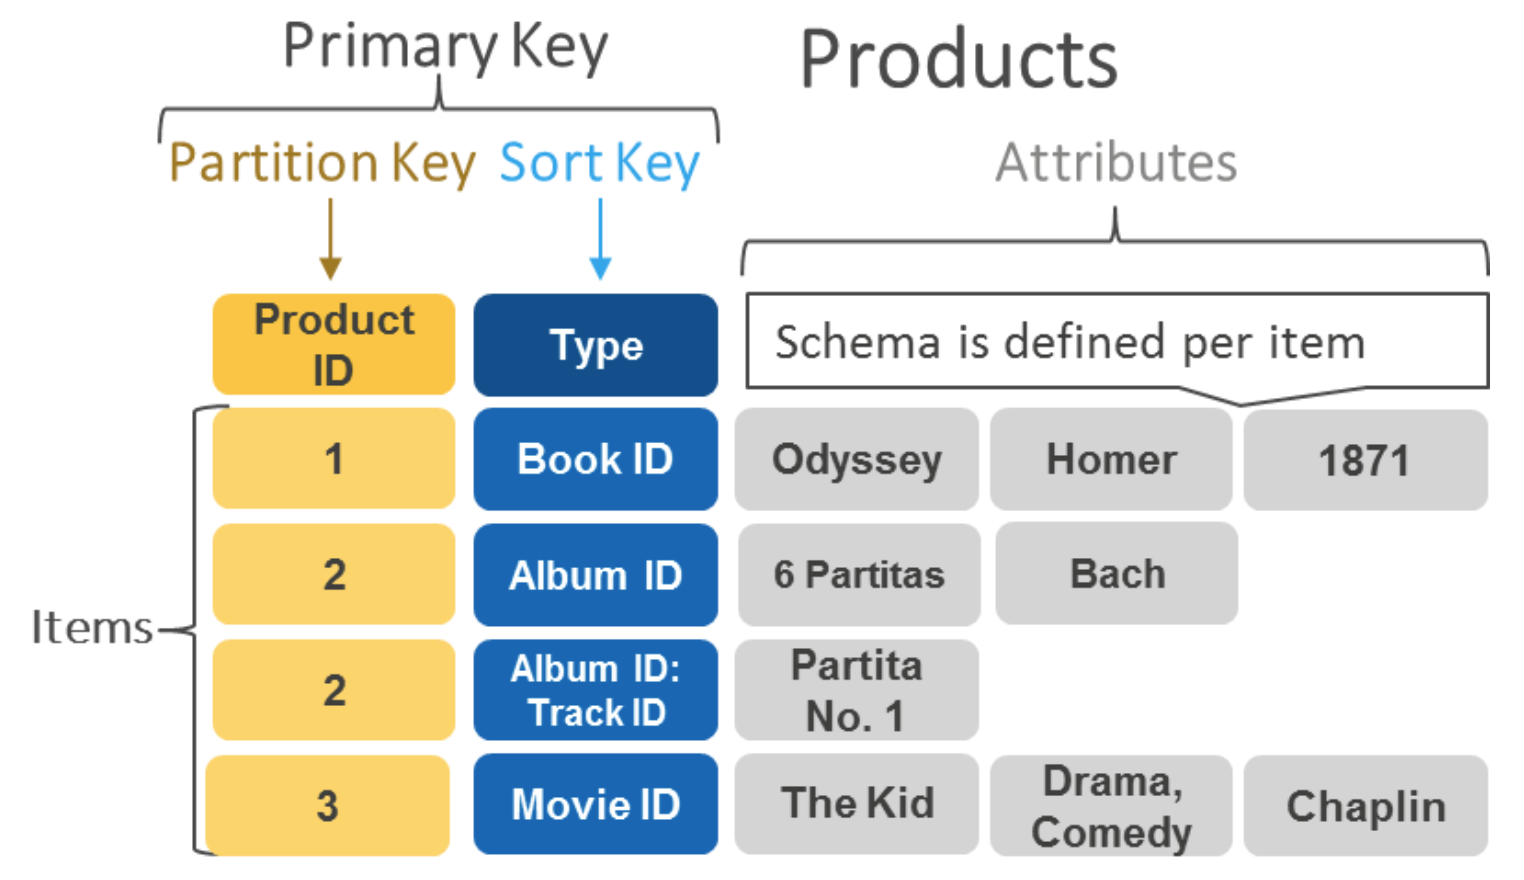 Primary Key
Products
Partition Key
Sort Key
Attributes
Product
ID
Type
Schema is defined per item
Items
1
Book ID
Odyssey
Homer
1871
2
Album ID
6 Partitas
Bach
2
Album ID:
Track ID
Partita
No. 1
3
Movie ID
The Kid
Drama,
Comedy
Chaplin